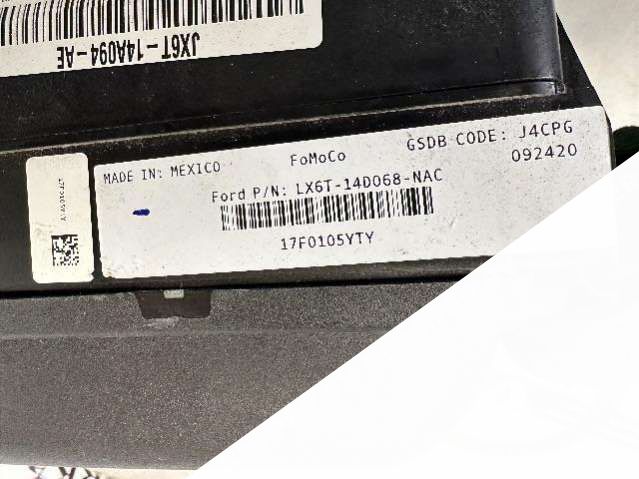 JX6T-14A094-AE
MADE IN: MEXICO
FoMoCo
GSDB CODE: J4CPG
092420
Ford P/N: LX6T-14D068-NAC
17F0105YTY